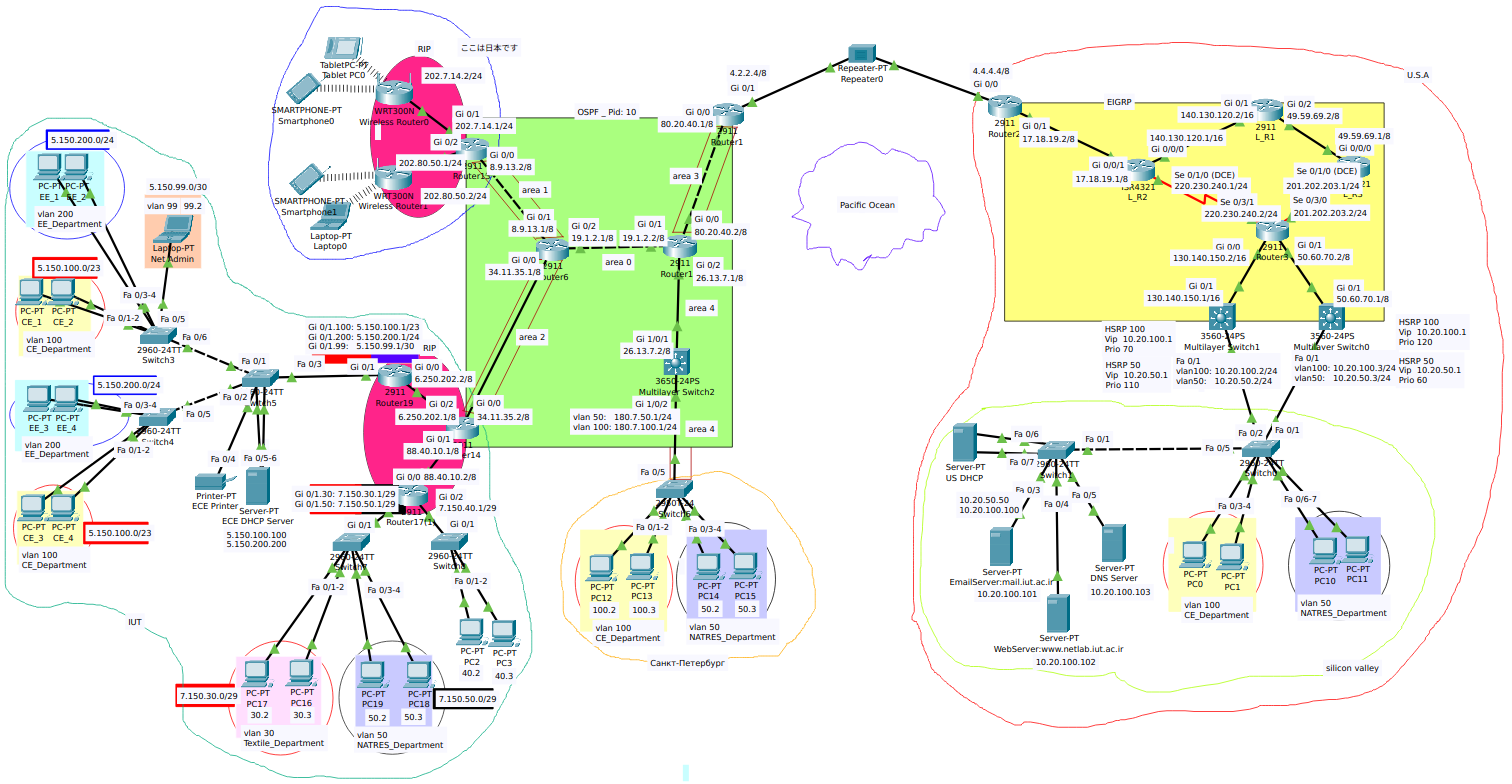 RIP
ここは日本です
TabletPC-PT
Tablet PC0
202.7.14.2/24
SMARTPHONE-PT
Smartphone0
WRT300N
Wireless Router0
Gi 0/1
202.7.14.1/24
Gi 0/2
202.80.50.1/24
Gi 0/0
8.9.13.2/8
2911
WRT300N
202.80.50.2/24
SMARTPHONE-PT
Smartphone1
Laptop-PT
Laptop0
OSPF _ Pid: 10
area 1
Gi 0/1
8.9.13.1/8
Gi 0/2
19.1.2.1/8
19.1.2.2/8
area 0
Gi 0/0
34.11.35.1/8
2911
area 3
Gi 0/0
80.20.40.1/8
2911
Router1
4.2.2.4/8
Gi 0/1
Gi 0/0
80.20.40.2/8
2911
Gi 0/2
26.13.7.1/8
area 4
area 2
Gi 1/0/1
26.13.7.2/8
3650-24PS
Multilayer Switch2
Gi 1/0/2
vlan 50: 180.7.50.1/24
vlan 100: 180.7.100.1/24
area 4
Repeater-PT
Repeater0
Pacific Ocean
4.4.4.4/8
Gi 0/0
2911
Router2
Gi 0/1
17.18.19.2/8
U.S.A
EIGRP
Gi 0/1
140.130.120.2/16
2911
L_R1
Gi 0/2
49.59.69.2/8
49.59.69.1/8
Gi 0/0/0
140.130.120.1/16
Gi 0/0/0
Gi 0/0/1
17.18.19.1/8
ISR4321
L_R2
Se 0/1/0 (DCE)
220.230.240.1/24
Se 0/1/0 (DCE)
201.202.203.1/24
Se 0/3/1
220.230.240.2/24
Se 0/3/0
201.202.203.2/24
2911
Router3
Gi 0/0
130.140.150.2/16
Gi 0/1
50.60.70.2/8
Gi 0/1
130.140.150.1/16
Gi 0/1
50.60.70.1/8
3560-24PS
Multilayer Switch1
3560-24PS
Multilayer Switch0
HSRP 100
Vip 10.20.100.1
Prio 70
HSRP 50
Vip 10.20.50.1
Prio 110
Fa 0/1
vlan100: 10.20.100.2/24
vlan50: 10.20.50.2/24
Fa 0/1
vlan100: 10.20.100.3/24
vlan50: 10.20.50.3/24
HSRP 100
Vip 10.20.100.1
Prio 120
HSRP 50
Vip 10.20.50.1
Prio 60
Fa 0/2
Fa 0/1
Fa 0/5
2960-24TT
Fa 0/1
2960-24TT
Switch1
Fa 0/6
Fa 0/7
Server-PT
US DHCP
10.20.50.50
10.20.100.100
Fa 0/3
Fa 0/4
Fa 0/5
Server-PT
EmailServer:mail.iut.ac.ir
10.20.100.101
Server-PT
WebServer:www.netlab.iut.ac.ir
10.20.100.102
Server-PT
DNS Server
10.20.100.103
Fa 0/3-4
Fa 0/6-7
PC-PT
PC0
PC-PT
PC1
vlan 100
CE_Department
PC-PT
PC10
PC-PT
PC11
vlan 50
NATRES_Department
silicon valley
5.150.200.0/24
PC-PT
EE_1
PC-PT
EE_2
vlan 200
EE_Department
5.150.99.0/30
vlan 99 99.2
Laptop-PT
Net Admin
5.150.100.0/23
PC-PT
CE_1
PC-PT
CE_2
vlan 100
CE_Department
Fa 0/3-4
Fa 0/1-2
Fa 0/5
Fa 0/6
2960-24TT
Switch3
5.150.200.0/24
PC-PT
EE_3
PC-PT
EE_4
vlan 200
EE_Department
Fa 0/3-4
Fa 0/5
Fa 0/1-2
Fa 0/1
Fa 0/2
Fa 0/3
Fa 0/4
Fa 0/5-6
PC-PT
CE_3
PC-PT
CE_4
5.150.100.0/23
vlan 100
CE_Department
Printer-PT
ECE Printer
Server-PT
ECE DHCP Server
5.150.100.100
5.150.200.200
Gi 0/1.100: 5.150.100.1/23
Gi 0/1.200: 5.150.200.1/24
Gi 0/1.99: 5.150.99.1/30
RIP
Gi 0/1
Gi 0/0
6.250.202.2/8
2911
Router19
Gi 0/2
6.250.202.1/8
Gi 0/0
34.11.35.2/8
Gi 0/1
88.40.10.1/8
Gi 0/0
88.40.10.2/8
Gi 0/1.30: 7.150.30.1/29
Gi 0/1.50: 7.150.50.1/29
Gi 0/2
7.150.40.1/29
2911
Router17(1)
Gi 0/1
Gi 0/1
2960-24TT
Switch7
2960-24TT
Fa 0/1-2
Fa 0/3-4
Fa 0/1-2
PC-PT
PC2
40.2
PC-PT
PC3
40.3
IUT
7.150.30.0/29
PC-PT
PC17
30.2
PC-PT
PC16
30.3
vlan 30
Textile_Department
PC-PT
PC19
50.2
PC-PT
PC18
50.3
7.150.50.0/29
vlan 50
NATRES_Department
Fa 0/5
Switch6
Fa 0/1-2
Fa 0/3-4
PC-PT
PC12
100.2
PC-PT
PC13
100.3
vlan 100
CE_Department
PC-PT
PC14
50.2
PC-PT
PC15
50.3
vlan 50
NATRES_Department
Санкт-Петербург